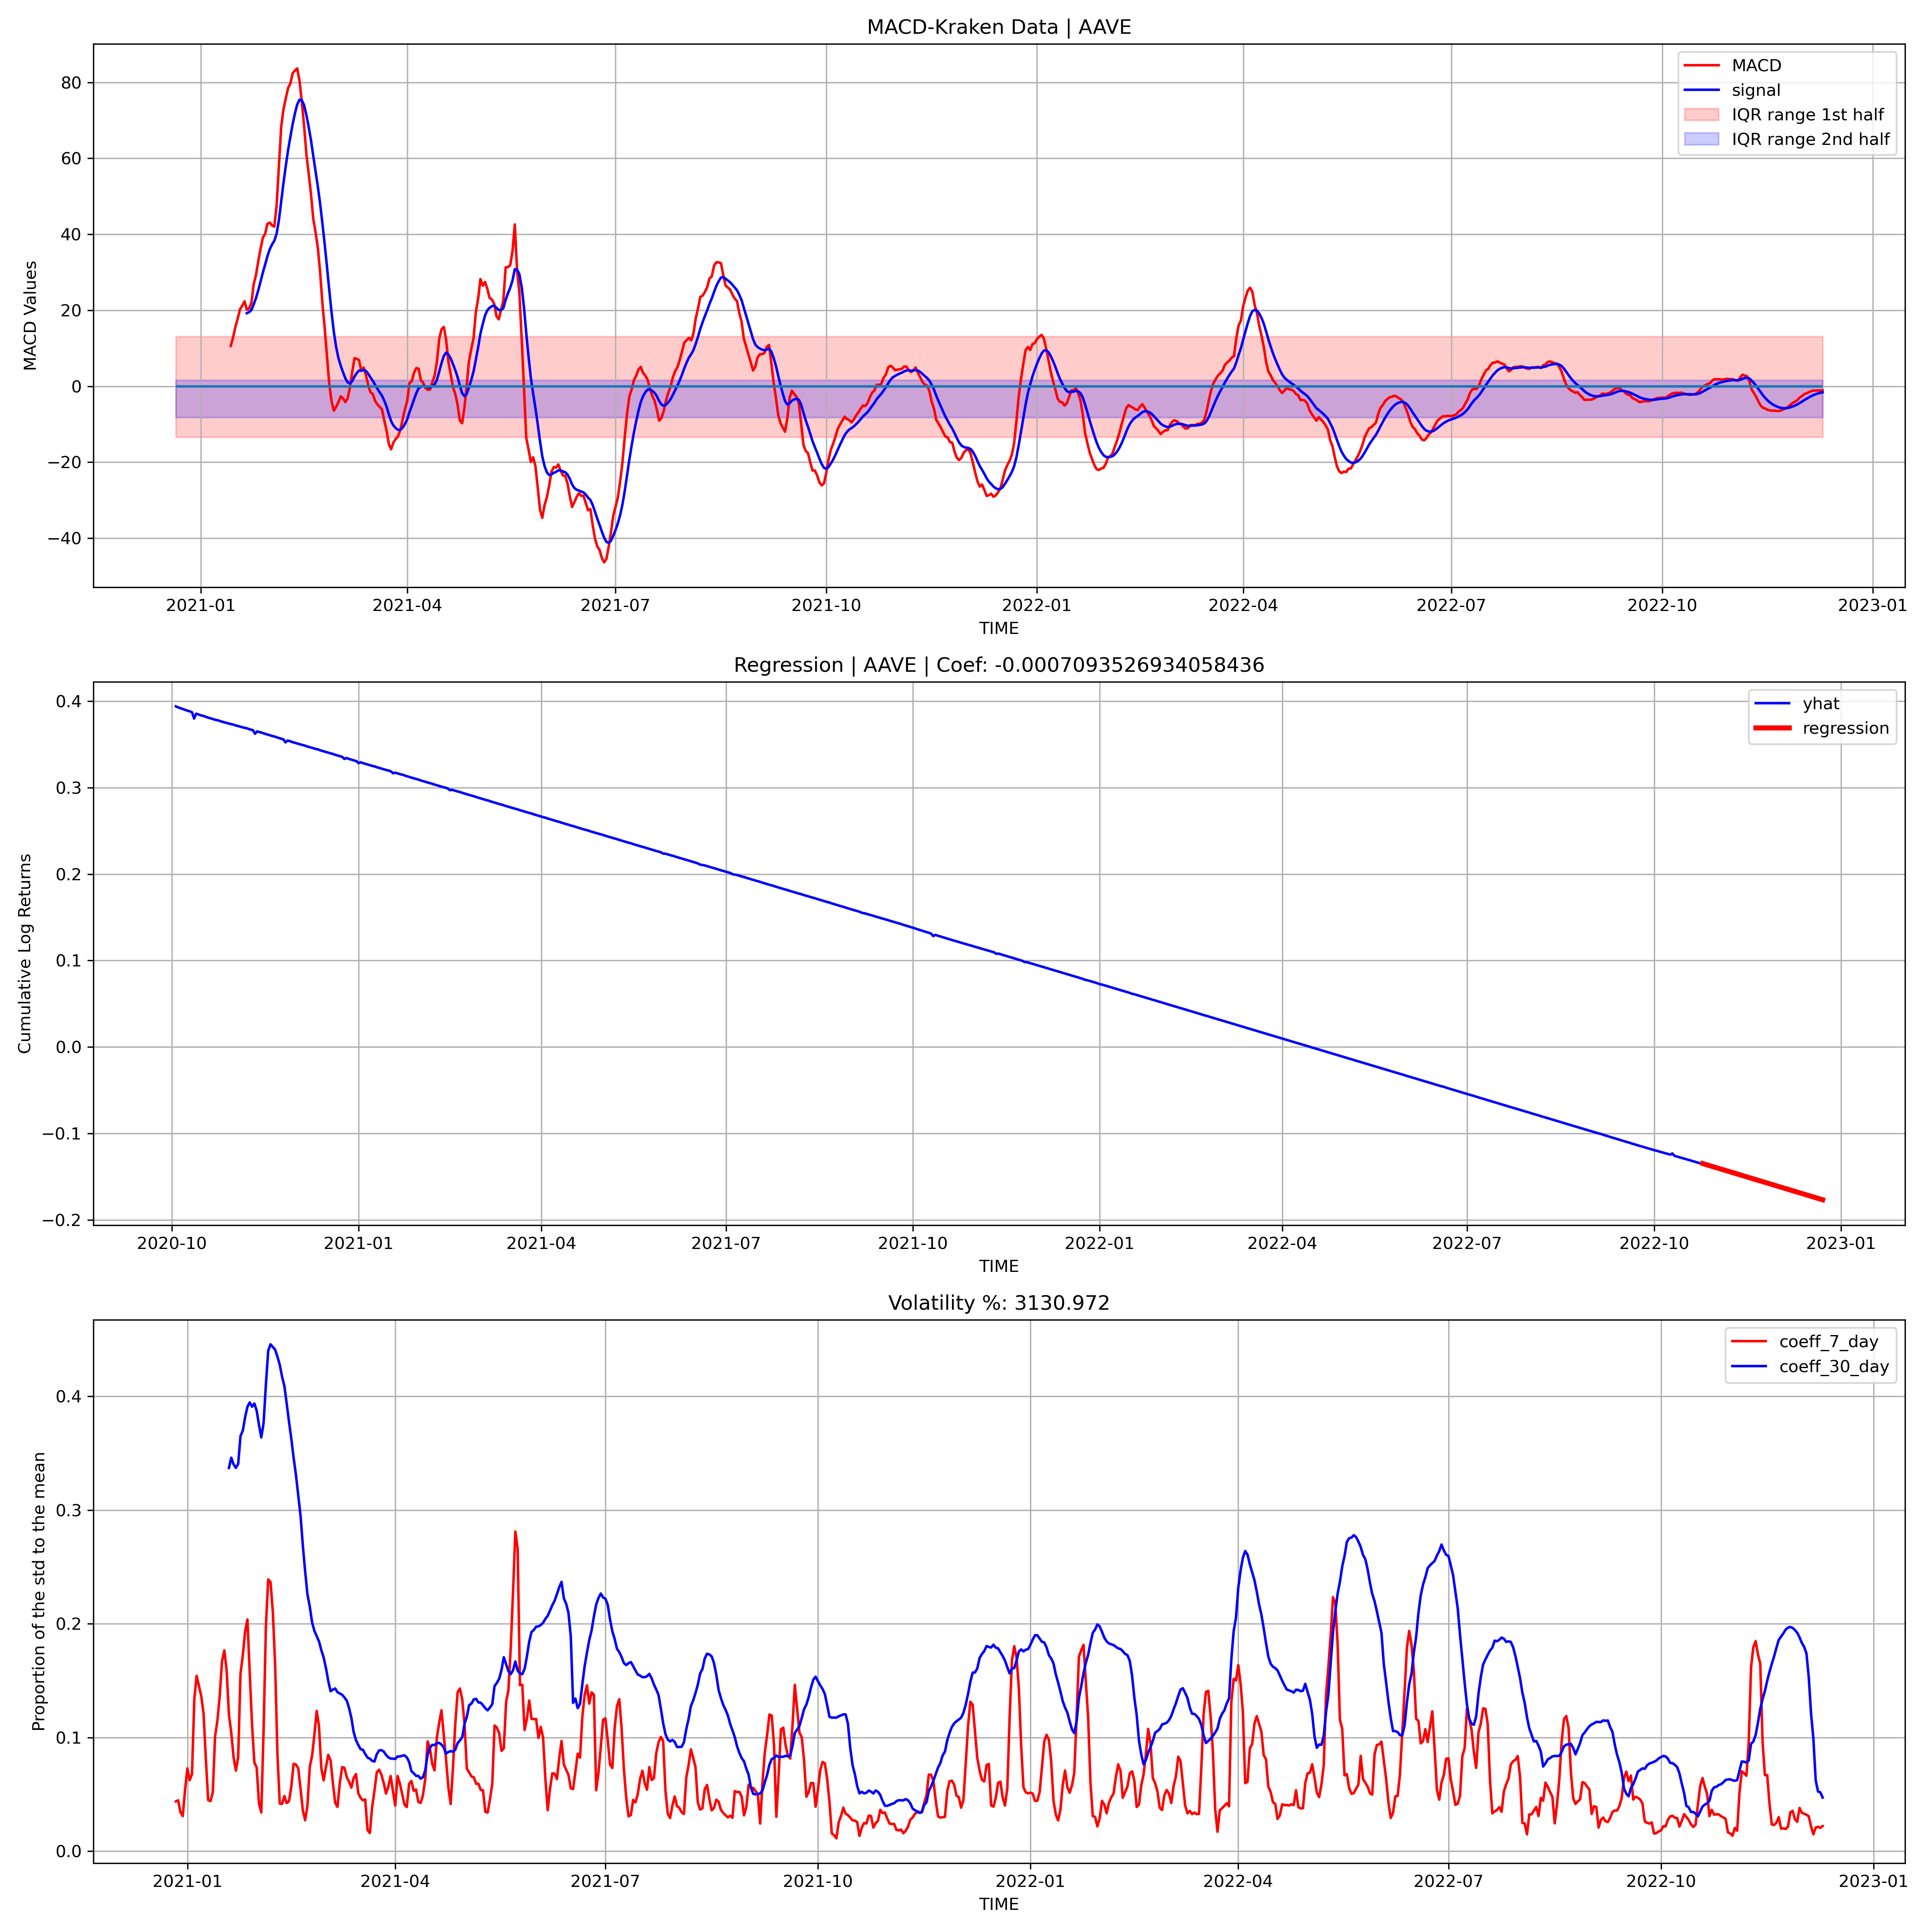 MACD-Kraken Data | AAVE
MACD
signal
IQR range 1st half
IQR range 2nd half
MACD Values
80
60
40
20
0
−20
−40
2021-01 2021-04 2021-07 2021-10 2022-01 2022-04 2022-07 2022-10 2023-01
TIME
Regression | AAVE | Coef: -0.0007093526934058436
yhat
regression
Cumulative Log Returns
0.4
0.3
0.2
0.1
0.0
−0.1
−0.2
2020-10 2021-01 2021-04 2021-07 2021-10 2022-01 2022-04 2022-07 2022-10 2023-01
TIME
Volatility %: 3130.972
coeff_7_day
coeff_30_day
Proportion of the std to the mean
0.4
0.3
0.2
0.1
0.0
2021-01 2021-04 2021-07 2021-10 2022-01 2022-04 2022-07 2022-10 2023-01
TIME